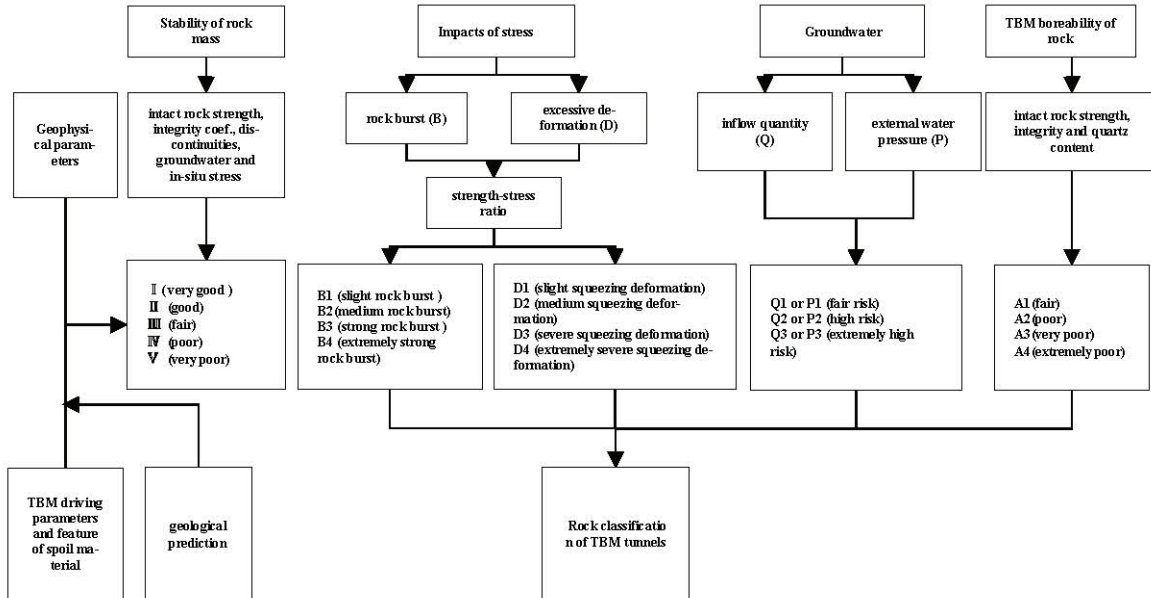 Stability of rock
mass
Impacts of stress
Groundwater
TBM boreability of
rock
Geophysi-
cal param-
eters
intact rock strength,
integrity coef., dis-
continuities,
groundwater and
in-situ stress
rock burst (B)
excessive de-
formation (D)
inflow quantity
(Q)
external water
pressure (P)
intact rock strength,
integrity and quartz
content
strength-stress
ratio
Ⅰ (very good )
Ⅱ (good)
Ⅲ (fair)
Ⅳ (poor)
Ⅴ (very poor)
B1 (slight rock burst )
B2(medium rock burst)
B3 (strong rock burst )
B4 (extremely strong
rock burst)
D1 (slight squeezing deformation)
D2 (medium squeezing defor-
mation)
D3 (severe squeezing deformation)
D4 (extremely severe squeezing de-
formation)
Q1 or P1 (fair risk)
Q2 or P2 (high risk)
Q3 or P3 (extremely high
risk)
A1(fair)
A2(poor)
A3(very poor)
A4(extremely poor)
TBM driving
parameters
and feature
of spoil ma-
terial
geological
prediction
Rock classificatio
n of TBM tunnels